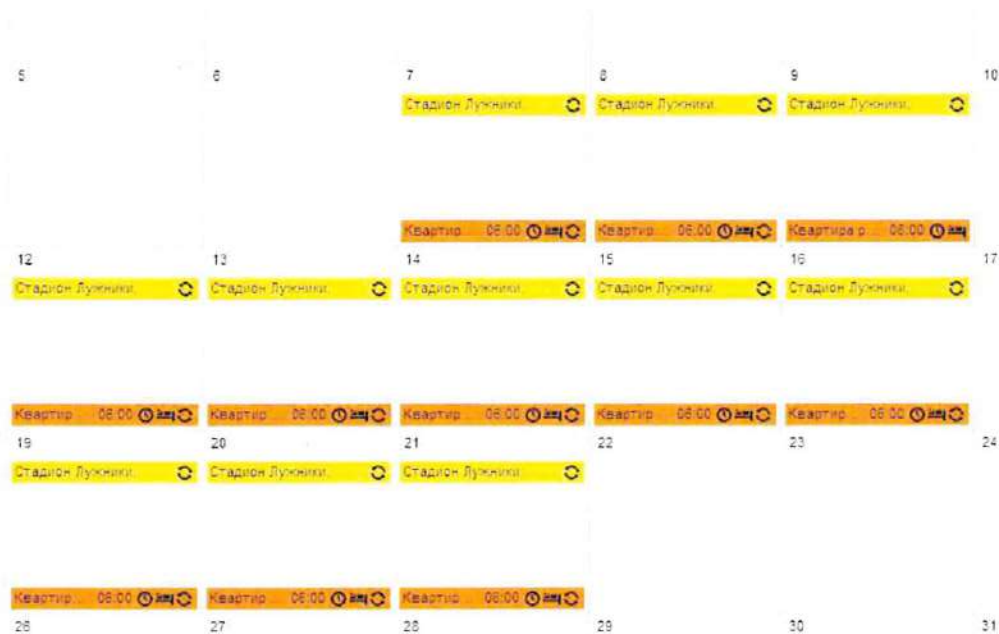 5 6 7 8 9 10
Стадион Лужники. Стадион Лужники. Стадион Лужники.
Квартир... 06:00 Квартир... 06:00 Квартира р... 06:00
12 13 14 15 16 17
Стадион Лужники. Стадион Лужники. Стадион Лужники. Стадион Лужники. Стадион Лужники.
Квартир... 06:00 Квартир... 06:00 Квартир... 06:00 Квартир... 06:00 Квартира... 06:00
19 20 21 22 23 24
Стадион Лужники. Стадион Лужники. Стадион Лужники.
Квартир... 06:00 Квартир... 06:00 Квартир... 06:00
26 27 28 29 30 31